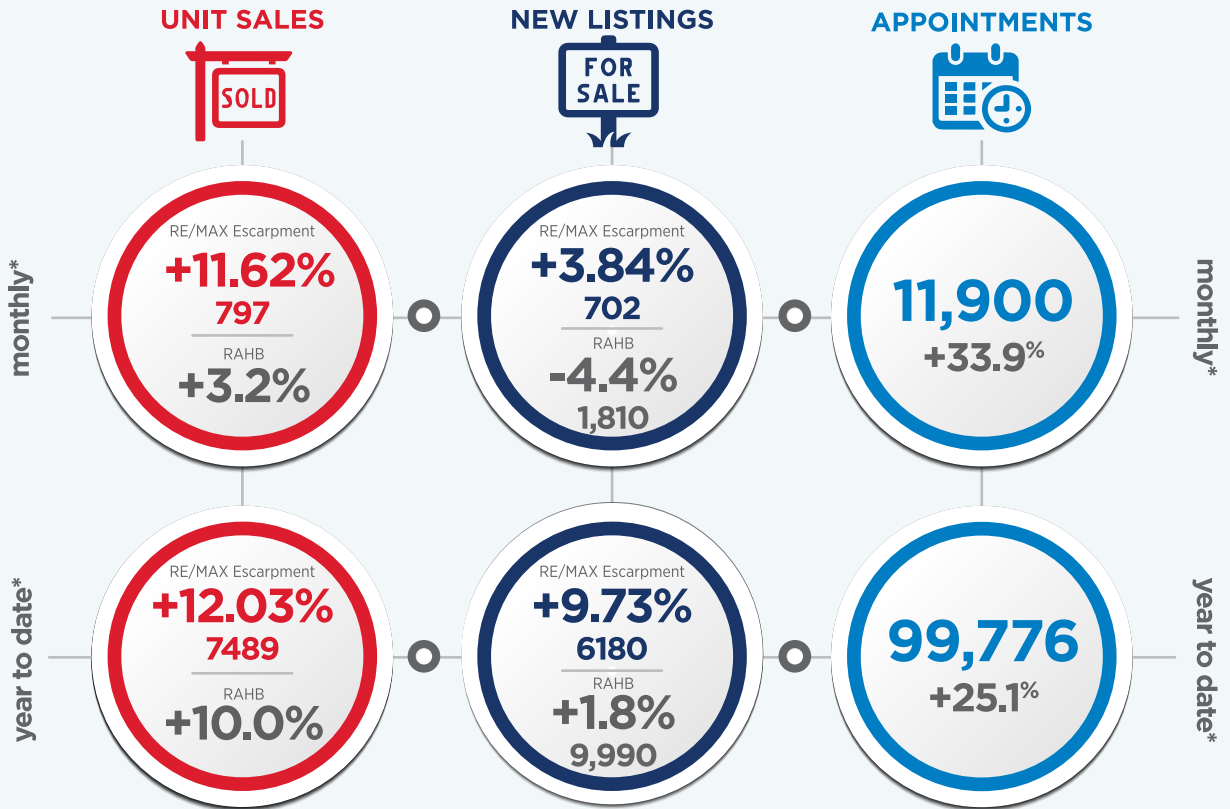 UNIT SALES
SOLD
NEW LISTINGS
FOR
SALE
APPOINTMENTS
monthly*
RE/MAX Escarpment
+11.62%
797
RAHB
+3.2%
RE/MAX Escarpment
+3.84%
702
RAHB
-4.4%
1,810
11,900
+33.9%
monthly*
year to date*
RE/MAX Escarpment
+12.03%
7489
RAHB
+10.0%
RE/MAX Escarpment
+9.73%
6180
RAHB
+1.8%
9,990
99,776
+25.1%
year to date*